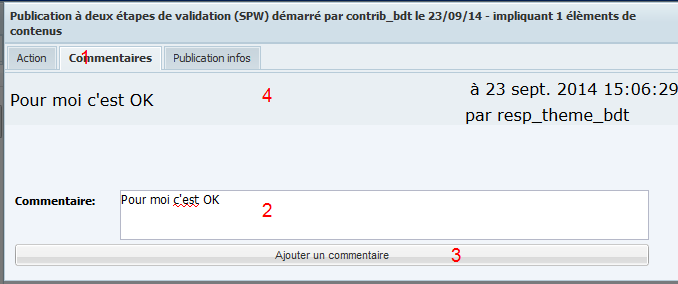 Publication à deux étapes de validation (SPW) démarré par contrib_bdt le 23/09/14 - impliquant 1 élèments de
contenus
Action Commentaires Publication infos
1
Pour moi c'est OK 4 à 23 sept. 2014 15:06:29
par resp_theme_bdt
Commentaire: Pour moi c'est OK
2
Ajouter un commentaire 3